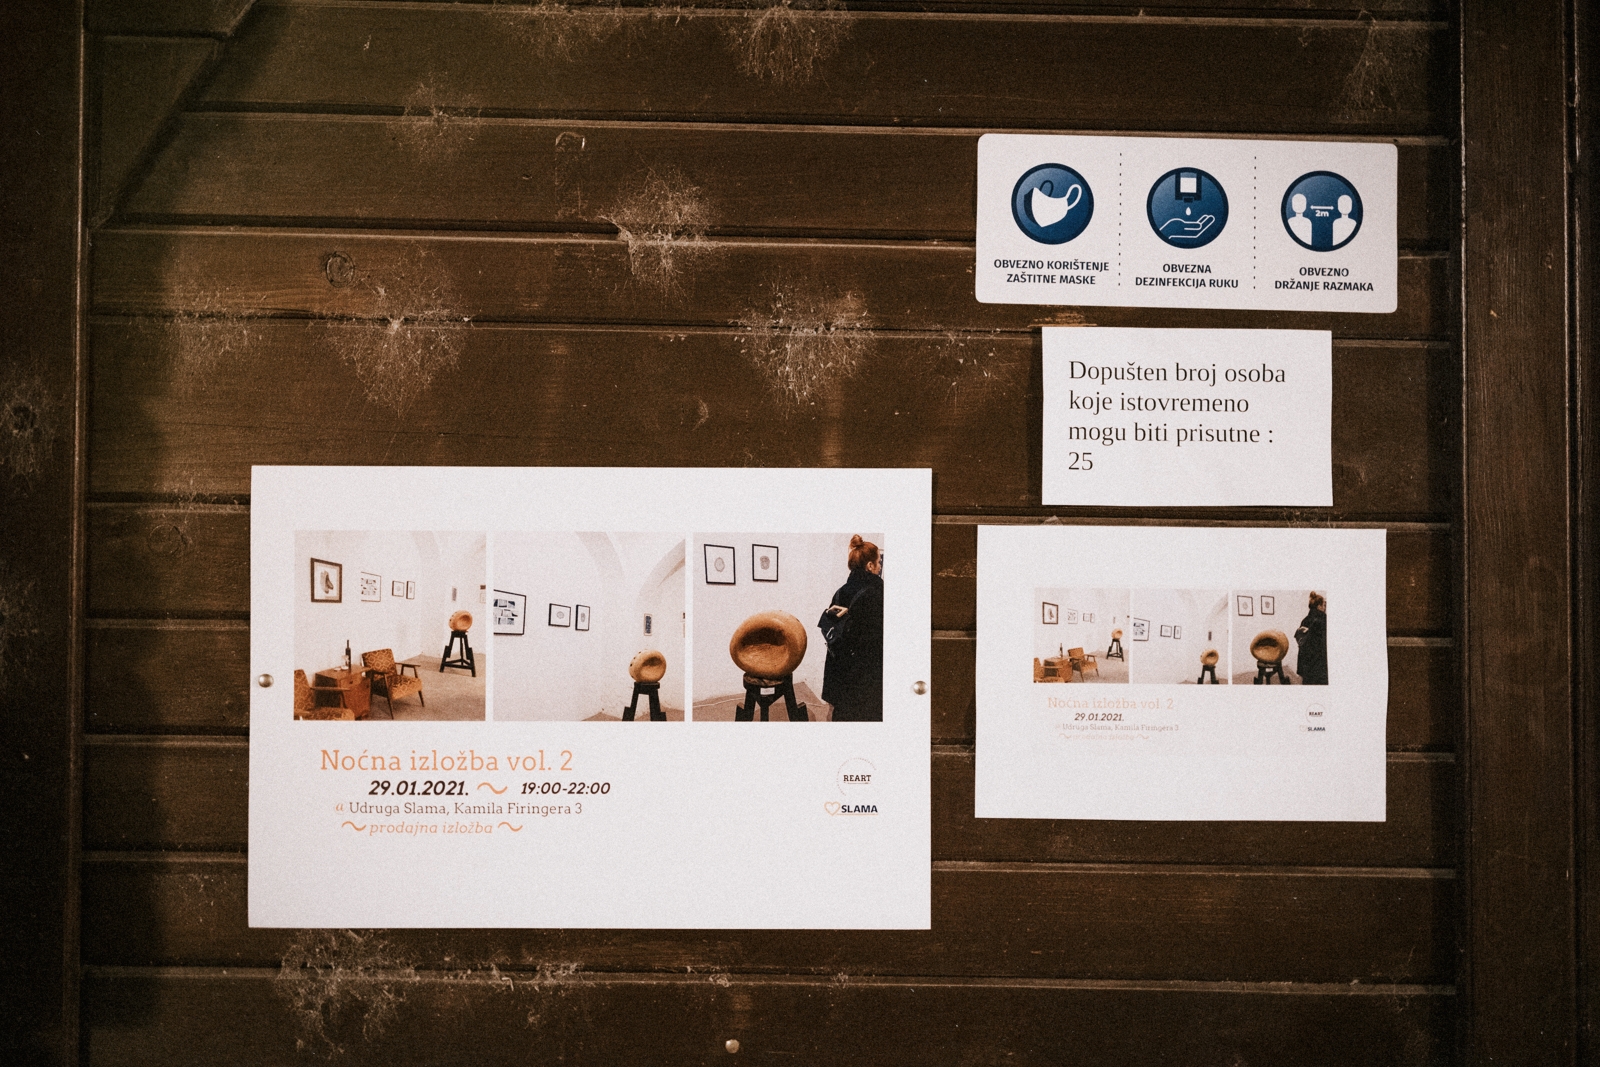 OBVEZNO KORIŠTENJE
ZAŠTITNE MASKE
OBVEZNA
DEZINFEKCIJA RUKU
2m
OBVEZNO
DRŽANJE RAZMAKA
Dopušten broj osoba
koje istovremeno
mogu biti prisutne :
25
Noćna izložba vol. 2
29.01.2021. ~ 19:00-22:00
@ Udruga Slama, Kamila Firingera 3
~ prodajna izložba ~
REART
SLAMA
Noćna izložba vol. 2
29.01.2021.
Udruga Slama, Kamila Firingera 3
~ prodajna izložba ~
REART
SLAMA